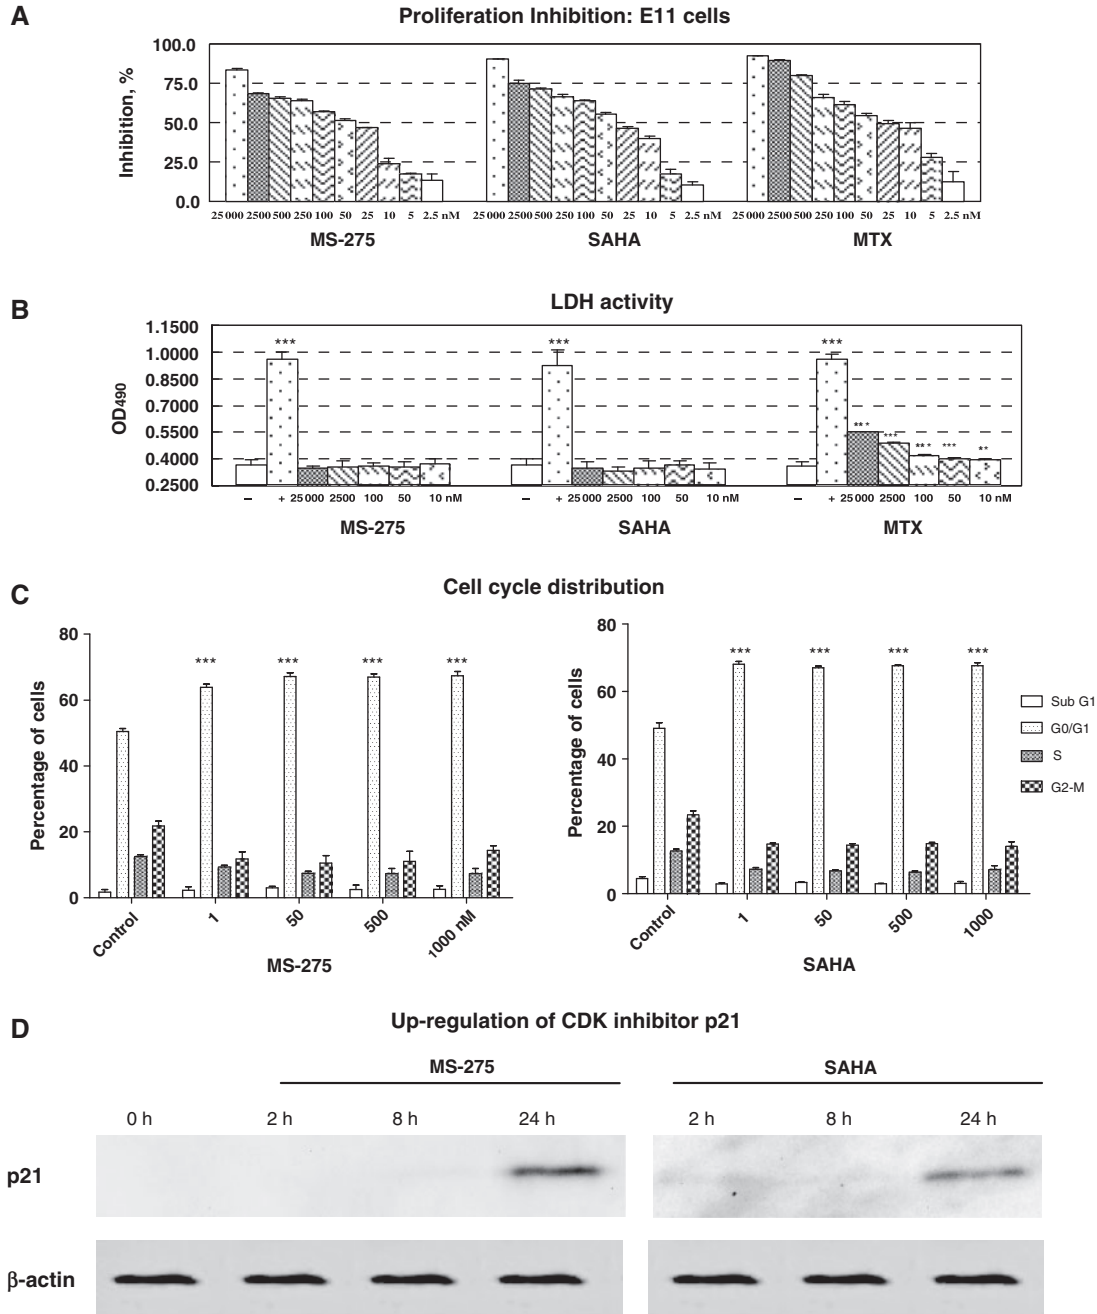 A
Proliferation Inhibition: E11 cells
Inhibition, %
100.0
75.0
50.0
25.0
0.0
25 000 2500 500 250 100 50 25 10 5 2.5 nM
25 000 2500 500 250 100 50 25 10 5 2.5 nM
25 000 2500 500 250 100 50 25 10 5 2.5 nM
MS-275 SAHA MTX
B
LDH activity
OD490
1.1500
1.0000
0.8500
0.7000
0.5500
0.4000
0.2500
*** *** *** *** *** *** *** **
– + 25 000 2500 100 50 10 nM
– + 25 000 2500 100 50 10 nM
– + 25 000 2500 100 50 10 nM
MS-275 SAHA MTX
C
Cell cycle distribution
Percentage of cells
80
60
40
20
0
*** *** *** ***
Control 1 50 500 1000 nM
MS-275
Percentage of cells
80
60
40
20
0
*** *** *** ***
Control 1 50 500 1000
SAHA
Sub G1
G0/G1
S
G2-M
D
Up-regulation of CDK inhibitor p21
MS-275 SAHA
0 h 2 h 8 h 24 h 2 h 8 h 24 h
p21
β-actin